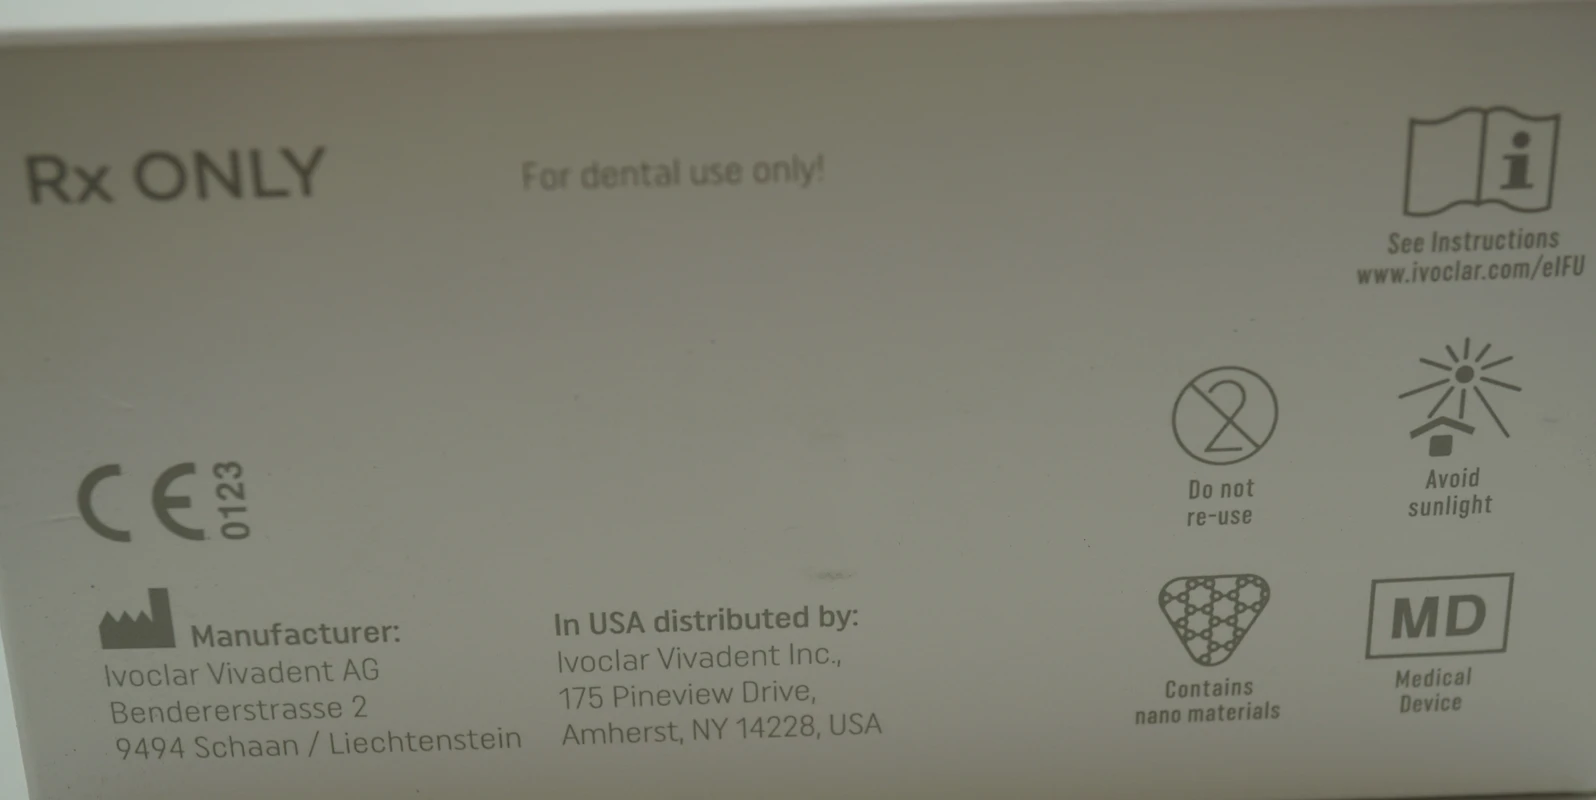 Rx ONLY
For dental use only!
See Instructions
www.ivoclar.com/eIFU
2
Do not
re-use
Avoid
sunlight
CE 0123
Manufacturer:
Ivoclar Vivadent AG
Bendererstrasse 2
9494 Schaan / Liechtenstein
In USA distributed by:
Ivoclar Vivadent Inc.,
175 Pineview Drive,
Amherst, NY 14228, USA
Contains
nano materials
MD
Medical
Device